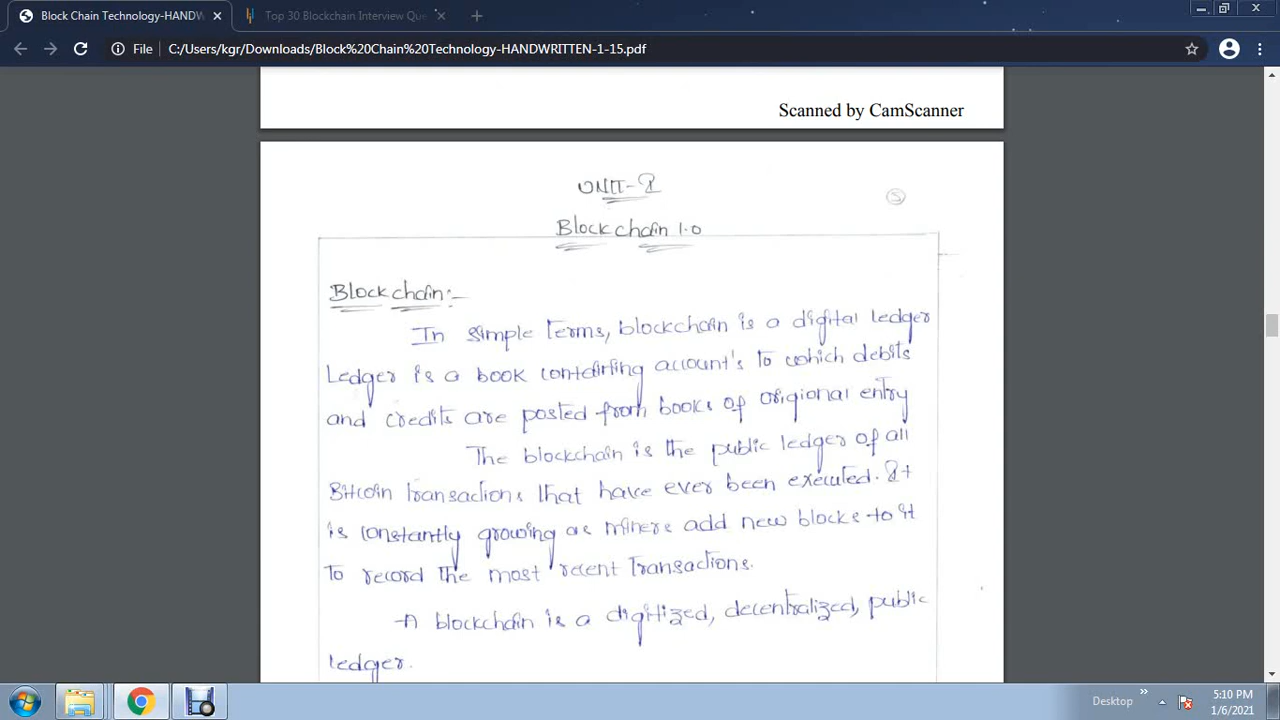 Block Chain Technology-HANDW
Top 30 Blockchain Interview Que
File C:/Users/kgr/Downloads/Block%20Chain%20Technology-HANDWRITTEN-1-15.pdf
Scanned by CamScanner
UNIT-I
5
Blockchain 1.0
Blockchain:-
In simple terms, blockchain is a digital ledger
Ledger is a book containing account's to which debits
and credits are posted from books of origional entry
The blockchain is the public ledger of all
Bitcoin transactions that have ever been executed. It
is constantly growing as miners add new blocks to it
to record the most recent transactions.
A blockchain is a digitized, decentralized, public
ledger.
Desktop
5:10 PM
1/6/2021